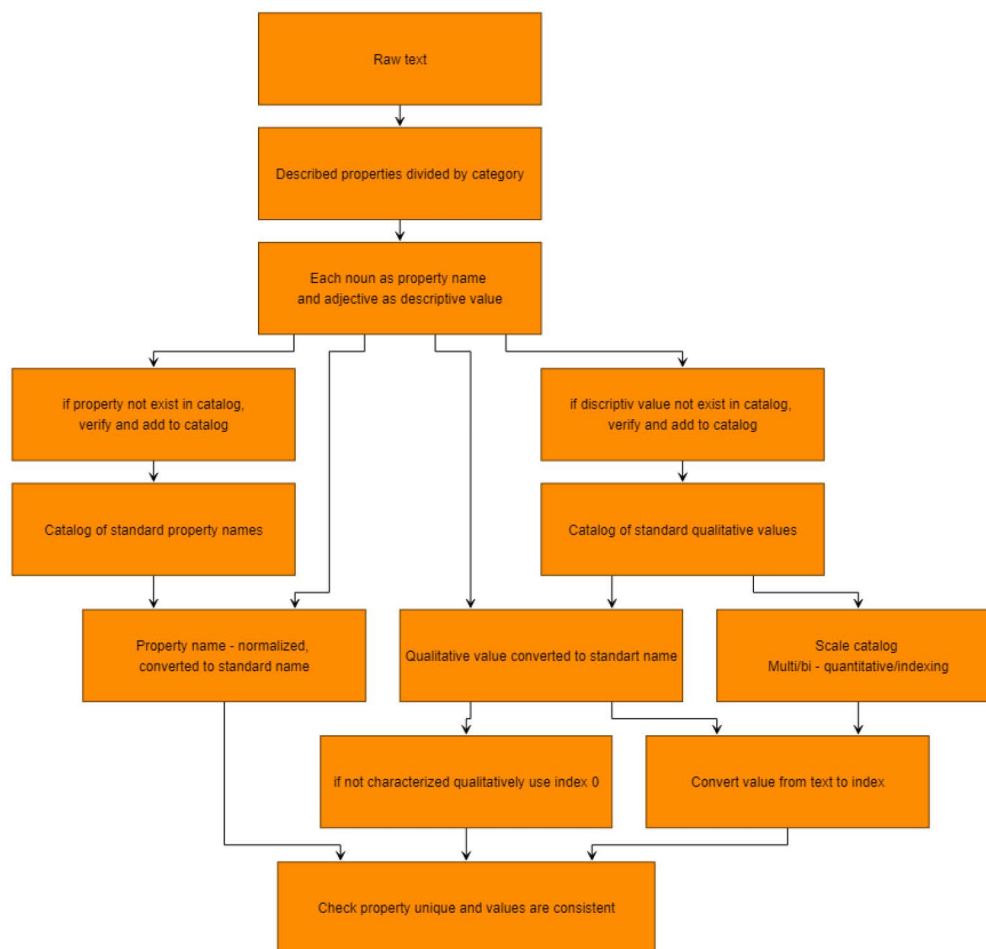 Raw text
Described properties divided by category
Each noun as property name
and adjective as descriptive value
if property not exist in catalog,
verify and add to catalog
if discriptiv value not exist in catalog,
verify and add to catalog
Catalog of standard property names
Catalog of standard qualitative values
Property name - normalized,
converted to standard name
Qualitative value converted to standart name
Scale catalog
Multi/bi - quantitative/indexing
if not characterized qualitatively use index 0
Convert value from text to index
Check property unique and values are consistent